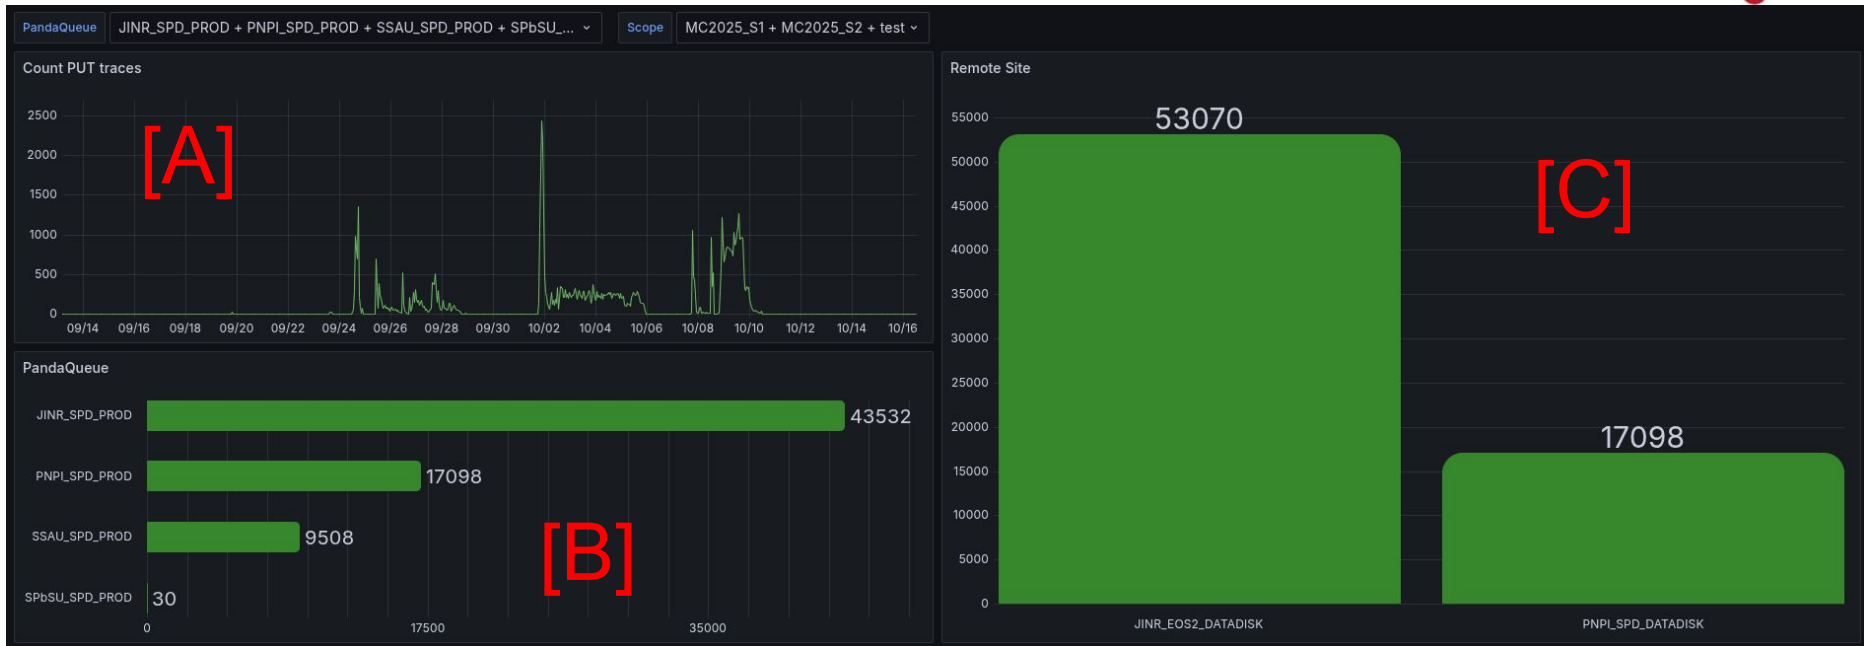 PandaQueue JINR_SPD_PROD + PNPI_SPD_PROD + SSAU_SPD_PROD + SPbSU_... Scope MC2025_S1 + MC2025_S2 + test
Count PUT traces
2500
2000
1500
1000
500
0
09/14 09/16 09/18 09/20 09/22 09/24 09/26 09/28 09/30 10/02 10/04 10/06 10/08 10/10 10/12 10/14 10/16
[A]
PandaQueue
JINR_SPD_PROD 43532
PNPI_SPD_PROD 17098
SSAU_SPD_PROD 9508
SPbSU_SPD_PROD 30
0 17500 35000
[B]
Remote Site
55000
50000
45000
40000
35000
30000
25000
20000
15000
10000
5000
0
53070
17098
[C]
JINR_EOS2_DATADISK PNPI_SPD_DATADISK